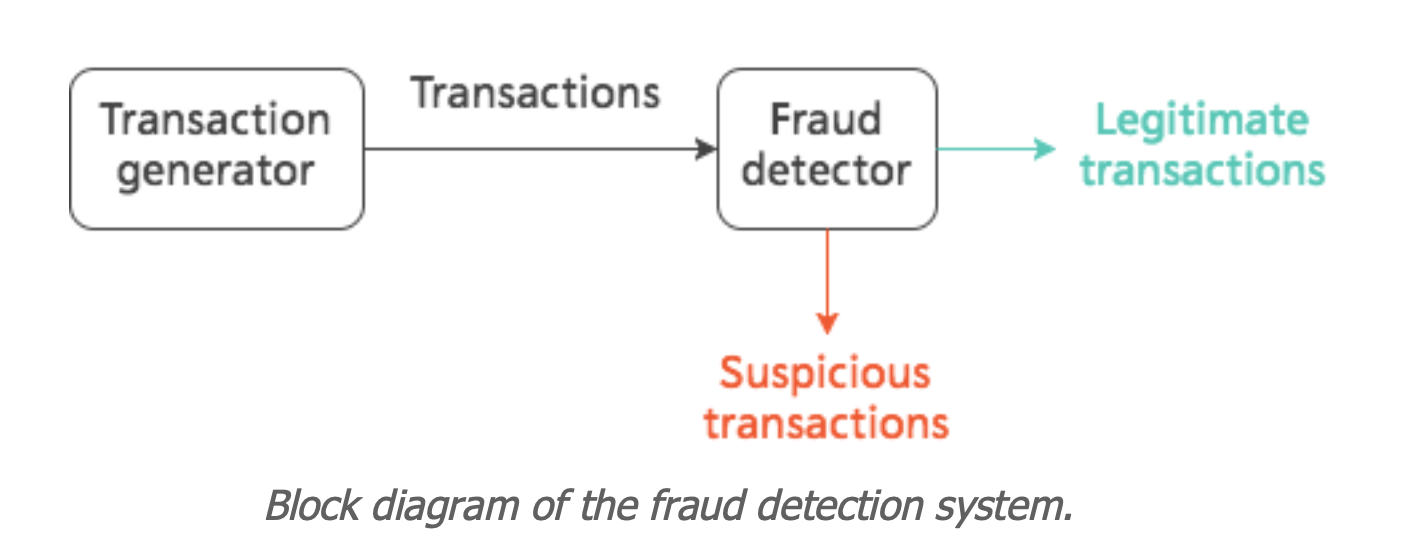 Transaction
generator
Transactions
Fraud
detector
Legitimate
transactions
Suspicious
transactions
Block diagram of the fraud detection system.